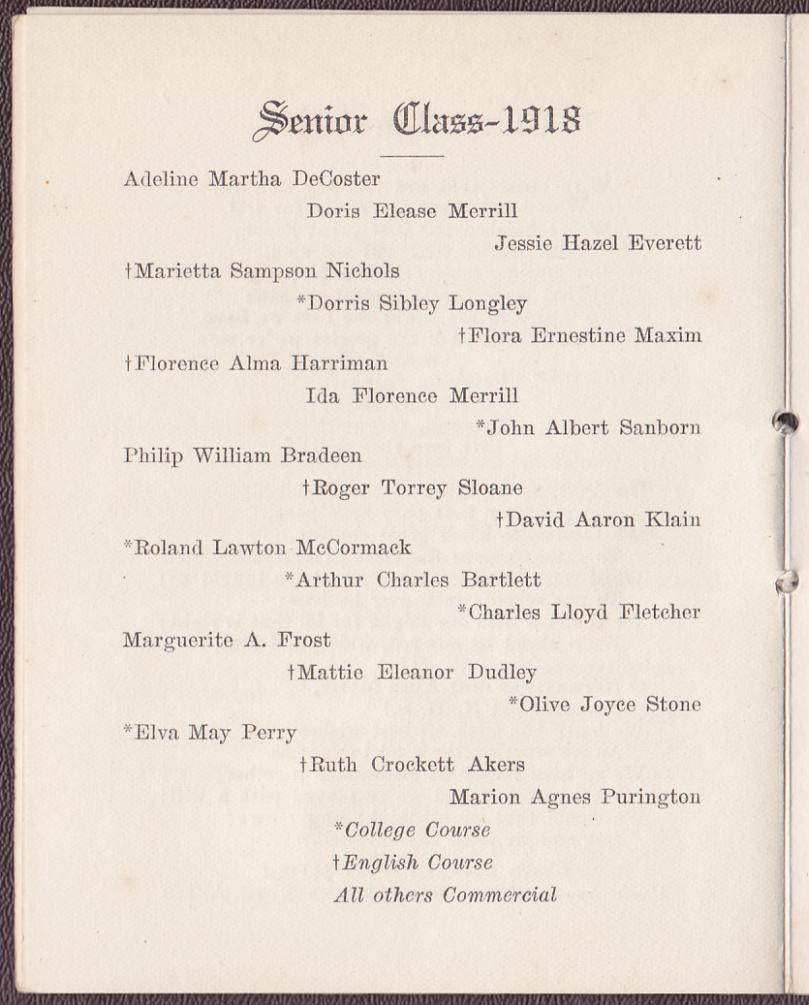 Senior Class-1918
Adeline Martha DeCoster
Doris Elease Merrill
Jessie Hazel Everett
†Marietta Sampson Nichols
*Dorris Sibley Longley
†Flora Ernestine Maxim
†Florence Alma Harriman
Ida Florence Merrill
*John Albert Sanborn
Philip William Bradeen
†Roger Torrey Sloane
†David Aaron Klain
*Roland Lawton McCormack
*Arthur Charles Bartlett
*Charles Lloyd Fletcher
Marguerite A. Frost
†Mattie Eleanor Dudley
*Olive Joyce Stone
*Elva May Perry
†Ruth Crockett Akers
Marion Agnes Purington
*College Course
†English Course
All others Commercial